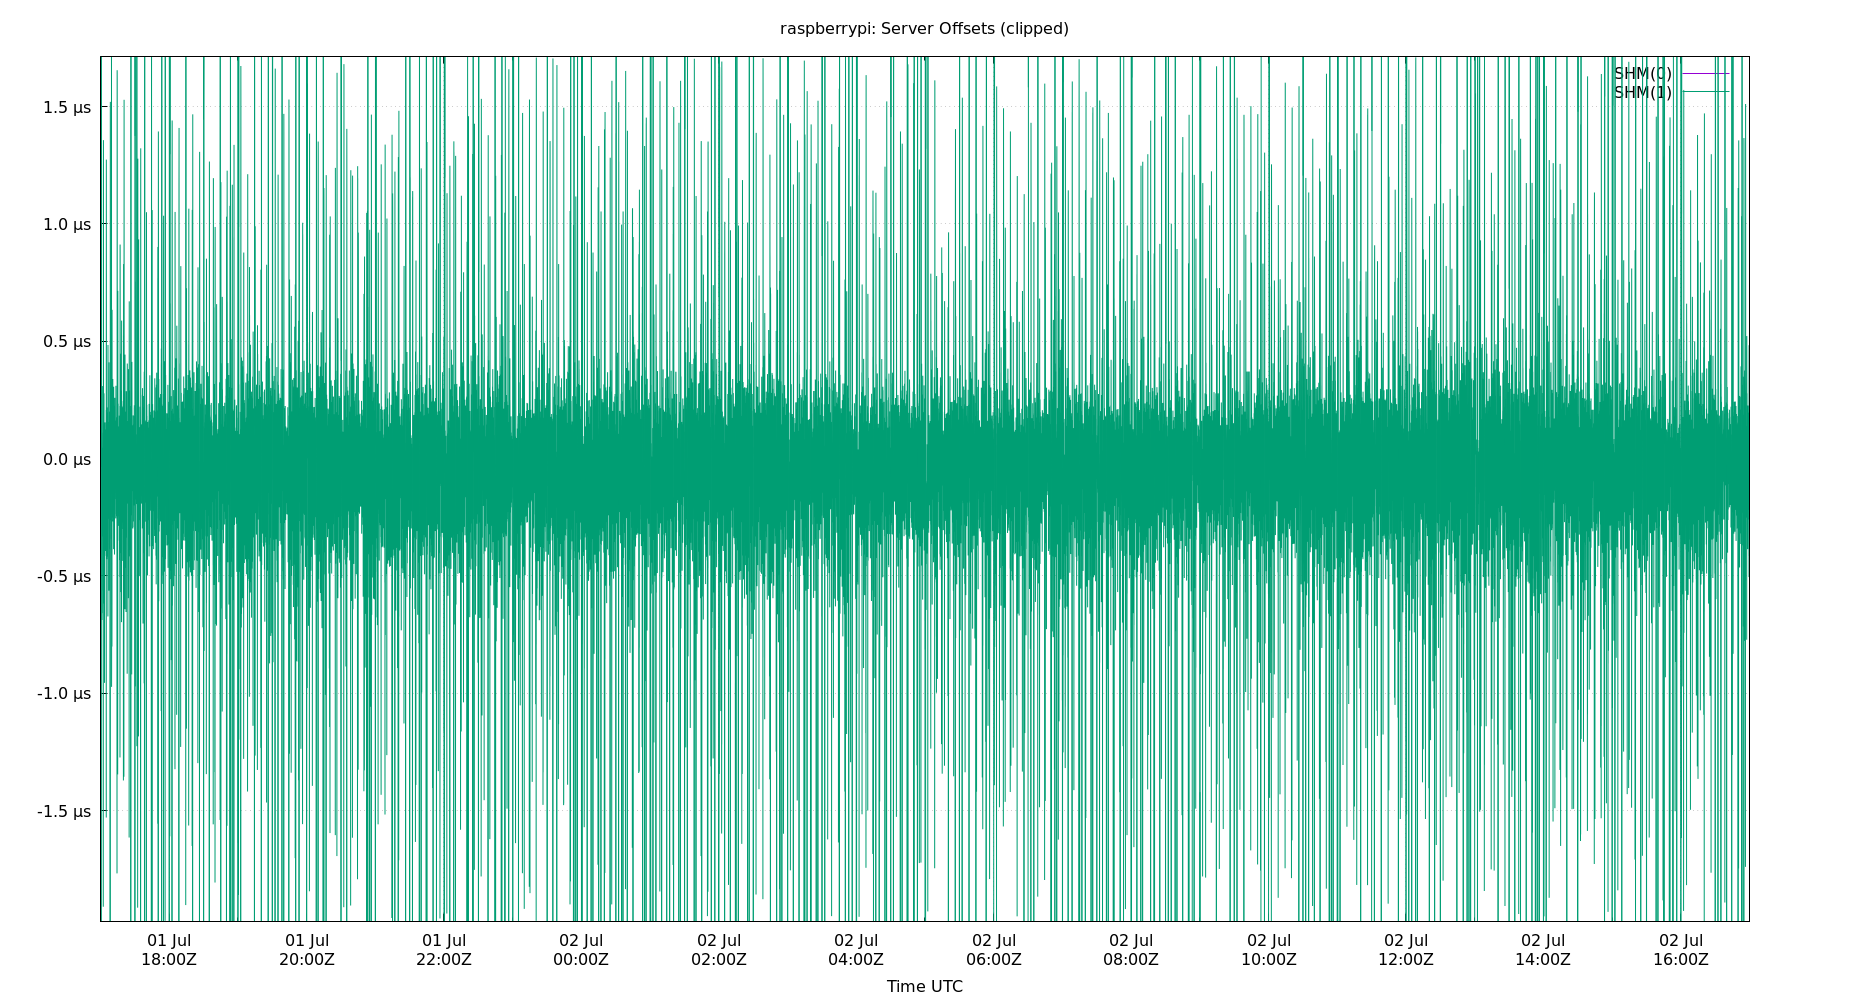 raspberrypi: Server Offsets (clipped)
SHM(0)
SHM(1)
1.5 µs
1.0 µs
0.5 µs
0.0 µs
-0.5 µs
-1.0 µs
-1.5 µs
01 Jul 01 Jul 01 Jul 02 Jul 02 Jul 02 Jul 02 Jul 02 Jul 02 Jul 02 Jul 02 Jul 02 Jul
18:00Z 20:00Z 22:00Z 00:00Z 02:00Z 04:00Z 06:00Z 08:00Z 10:00Z 12:00Z 14:00Z 16:00Z
Time UTC